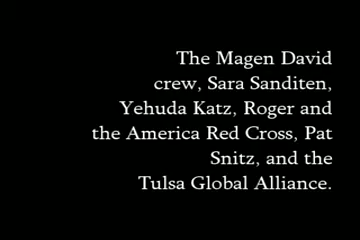 The Magen David
crew, Sara Sanditen,
Yehuda Katz, Roger and
the America Red Cross, Pat
Snitz, and the
Tulsa Global Alliance.